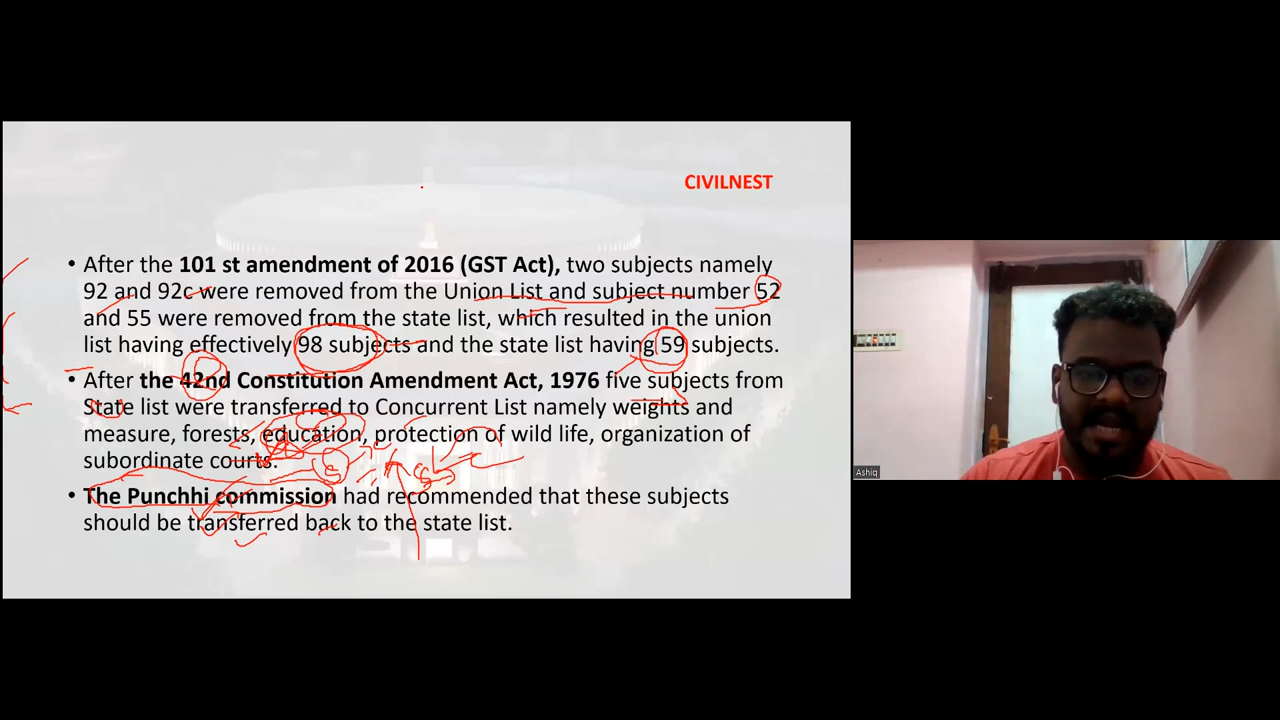 CIVILNEST
• After the 101 st amendment of 2016 (GST Act), two subjects namely
92 and 92c were removed from the Union List and subject number 52
and 55 were removed from the state list, which resulted in the union
list having effectively 98 subjects and the state list having 59 subjects.
• After the 42nd Constitution Amendment Act, 1976 five subjects from
State list were transferred to Concurrent List namely weights and
measure, forests, education, protection of wild life, organization of
subordinate courts.
• The Punchhi commission had recommended that these subjects
should be transferred back to the state list.
Ashiq